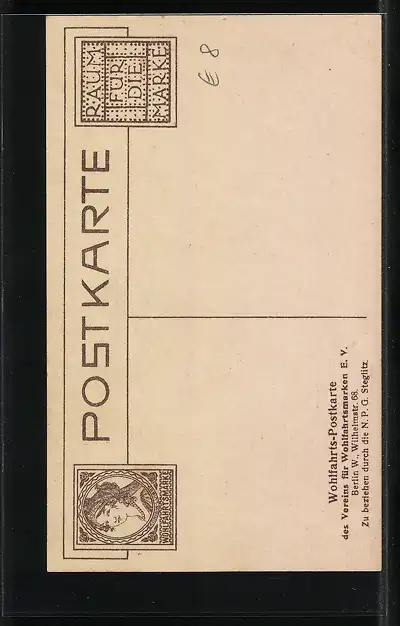 POSTKARTE
RAUM
FÜR
DIE
MARKE
WOHLFAHRTSMARKE
€ 8
Wohlfahrts-Postkarte
des Vereins für Wohlfahrtsmarken E. V.
Berlin W., Wilhelmstr. 68.
Zu beziehen durch die N. P. G. Steglitz